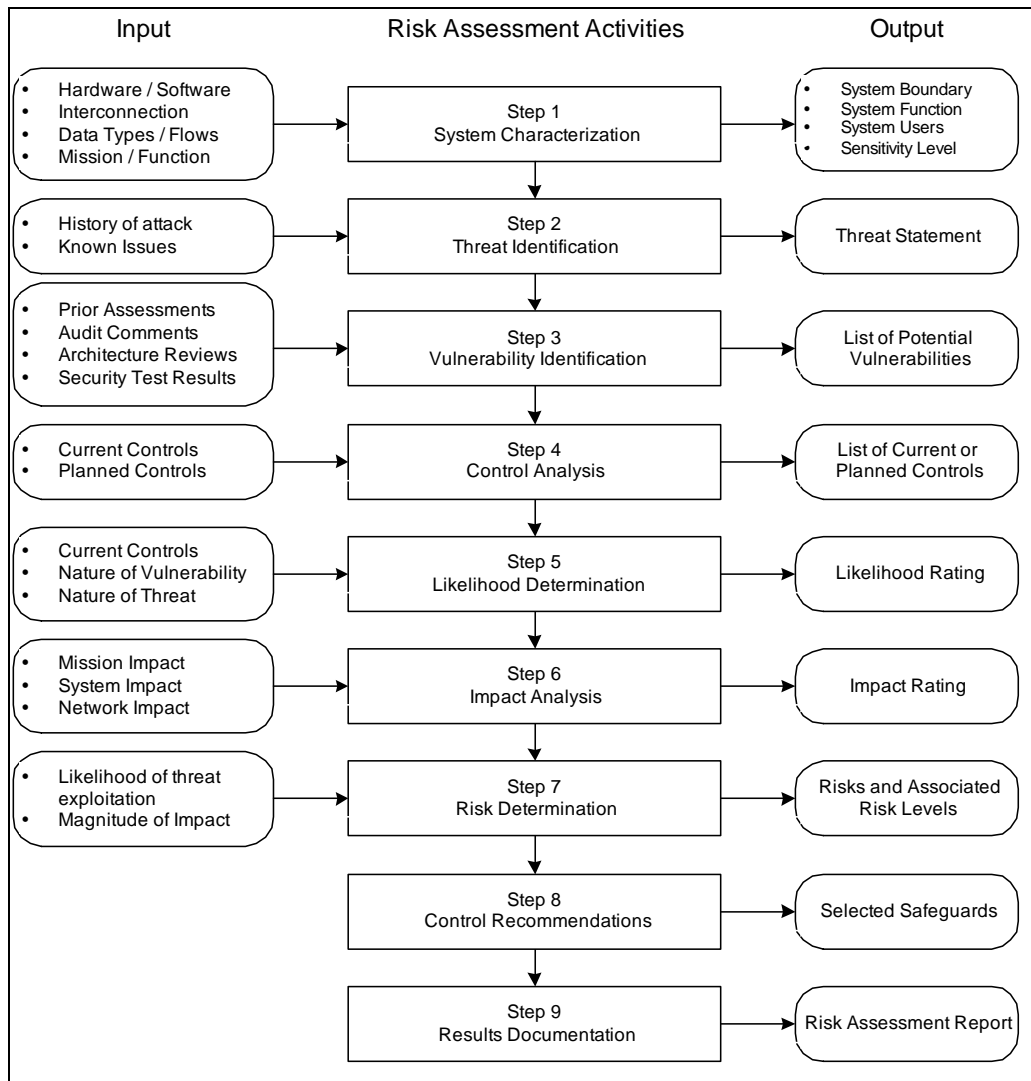 Input
Risk Assessment Activities
Output
• Hardware / Software
• Interconnection
• Data Types / Flows
• Mission / Function
Step 1
System Characterization
• System Boundary
• System Function
• System Users
• Sensitivity Level
• History of attack
• Known Issues
Step 2
Threat Identification
Threat Statement
• Prior Assessments
• Audit Comments
• Architecture Reviews
• Security Test Results
Step 3
Vulnerability Identification
List of Potential
Vulnerabilities
• Current Controls
• Planned Controls
Step 4
Control Analysis
List of Current or
Planned Controls
• Current Controls
• Nature of Vulnerability
• Nature of Threat
Step 5
Likelihood Determination
Likelihood Rating
• Mission Impact
• System Impact
• Network Impact
Step 6
Impact Analysis
Impact Rating
• Likelihood of threat
exploitation
• Magnitude of Impact
Step 7
Risk Determination
Risks and Associated
Risk Levels
Step 8
Control Recommendations
Selected Safeguards
Step 9
Results Documentation
Risk Assessment Report